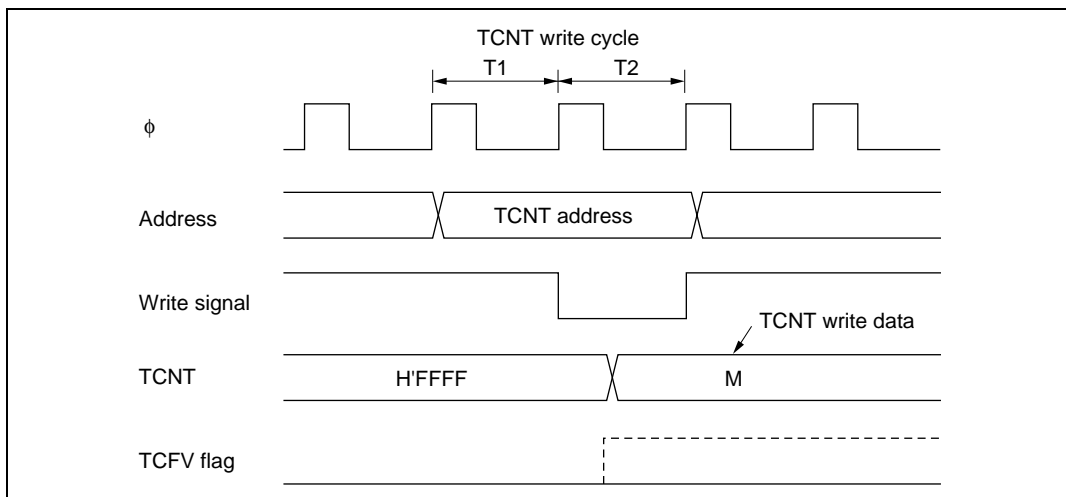 TCNT write cycle
T1 T2
ϕ
Address TCNT address
Write signal
TCNT write data
TCNT H'FFFF M
TCFV flag